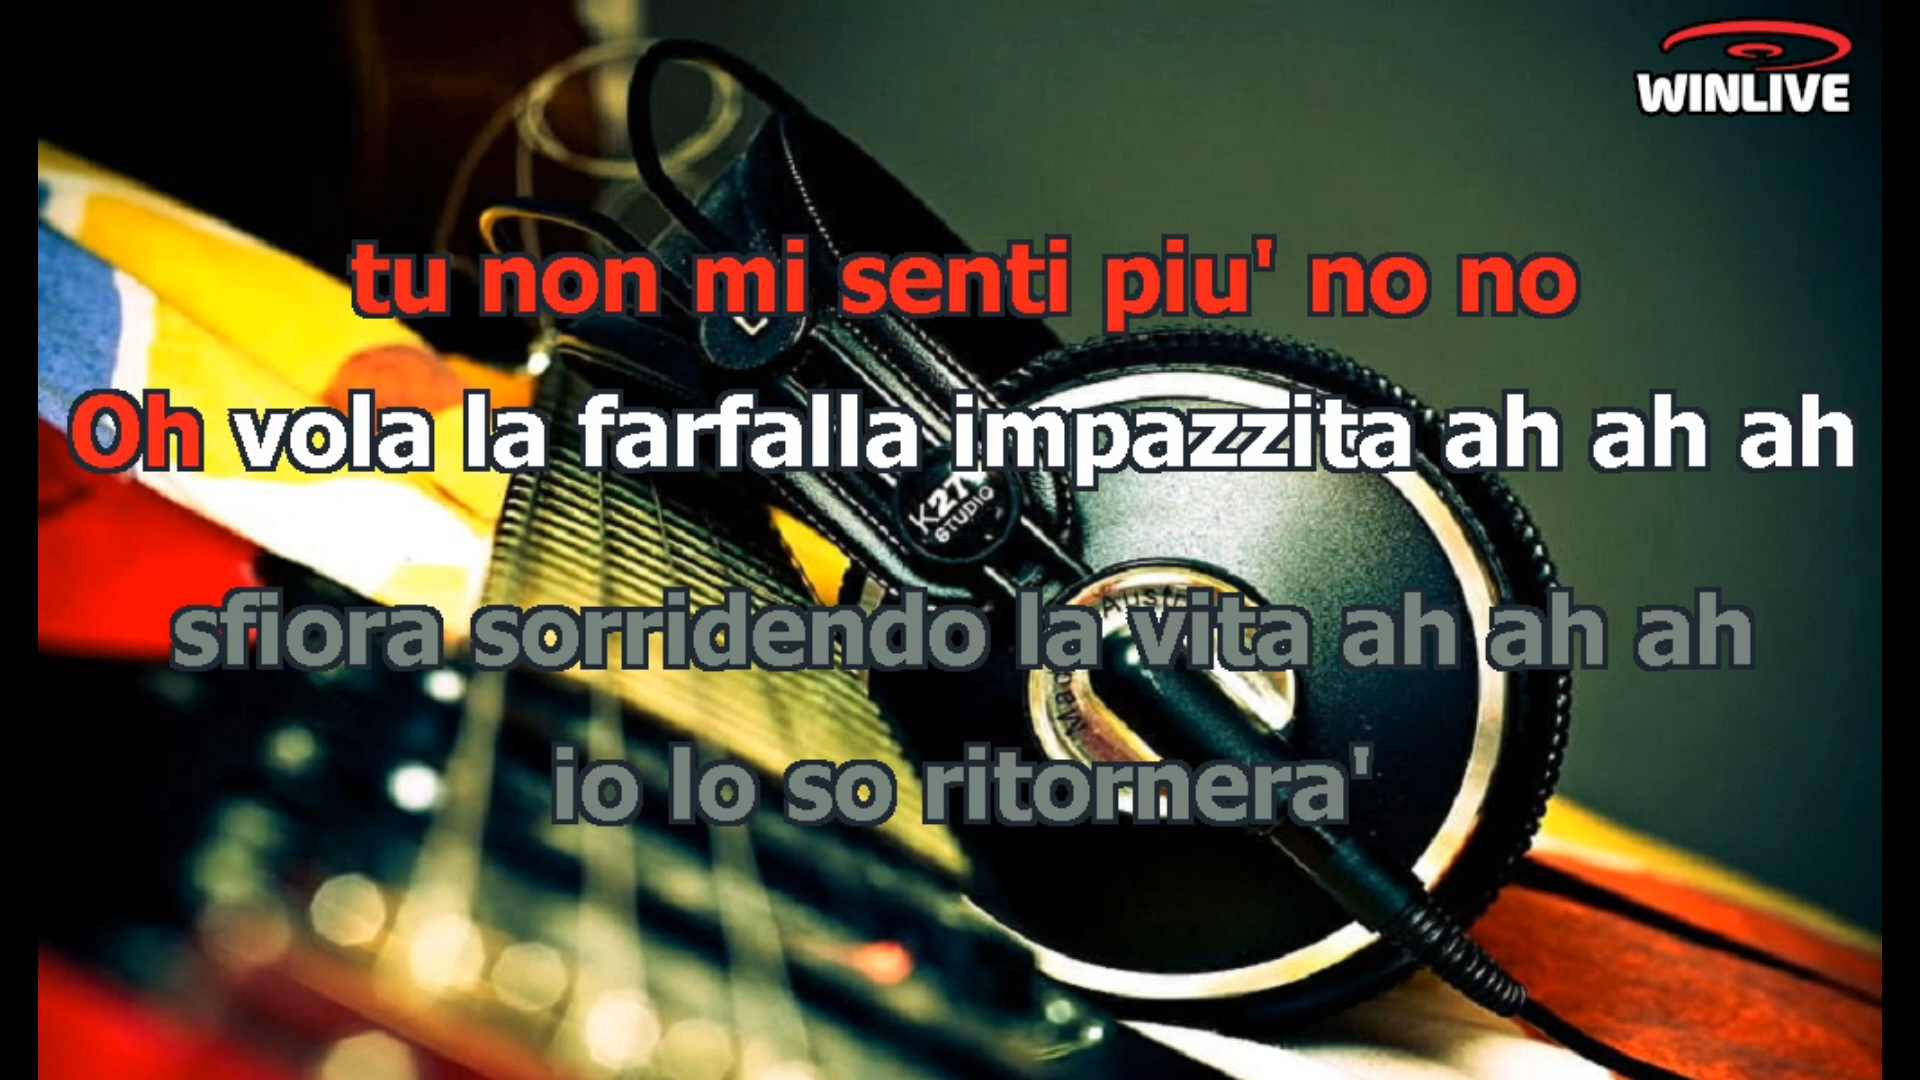 WINLIVE
tu non mi senti piu' no no
Oh vola la farfalla impazzita ah ah ah
K27
STUDIO
sfiora sorridendo la vita ah ah ah
io lo so ritornera'